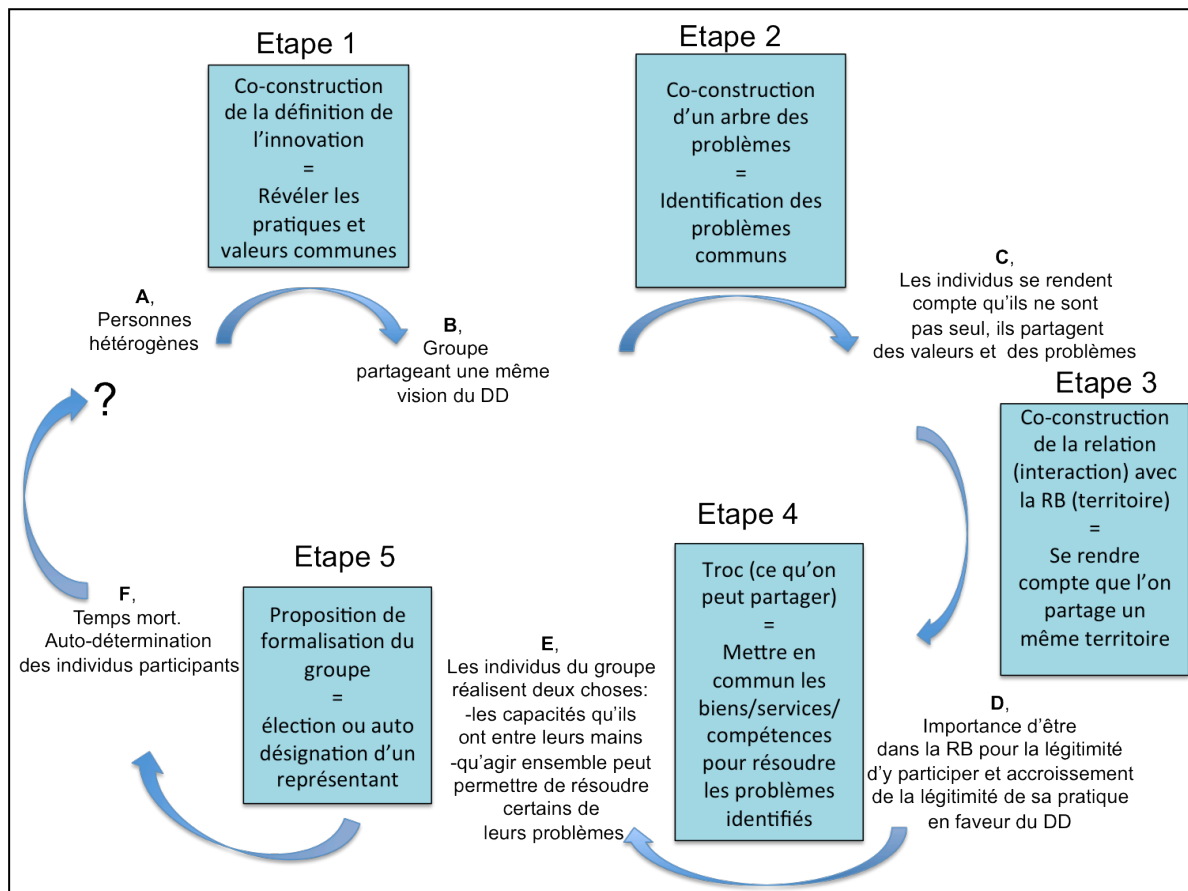 Etape 1
Co-construction
de la définition de
l'innovation
=
Révéler les
pratiques et
valeurs communes
A,
Personnes
hétérogènes
B,
Groupe
partageant une même
vision du DD
Etape 2
Co-construction
d'un arbre des
problèmes
=
Identification des
problèmes
communs
C,
Les individus se rendent
compte qu'ils ne sont
pas seul, ils partagent
des valeurs et des problèmes
Etape 3
Co-construction
de la relation
(interaction) avec
la RB (territoire)
=
Se rendre
compte que l'on
partage un
même territoire
D,
Importance d'être
dans la RB pour la légitimité
d'y participer et accroissement
de la légitimité de sa pratique
en faveur du DD
Etape 4
Troc (ce qu'on
peut partager)
=
Mettre en
commun les
biens/services/
compétences
pour résoudre
les problèmes
identifiés
E,
Les individus du groupe
réalisent deux choses:
-les capacités qu'ils
ont entre leurs mains
-qu'agir ensemble peut
permettre de résoudre
certains de
leurs problèmes
Etape 5
Proposition de
formalisation du
groupe
=
élection ou auto
désignation d'un
représentant
F,
Temps mort.
Auto-détermination
des individus participants
?